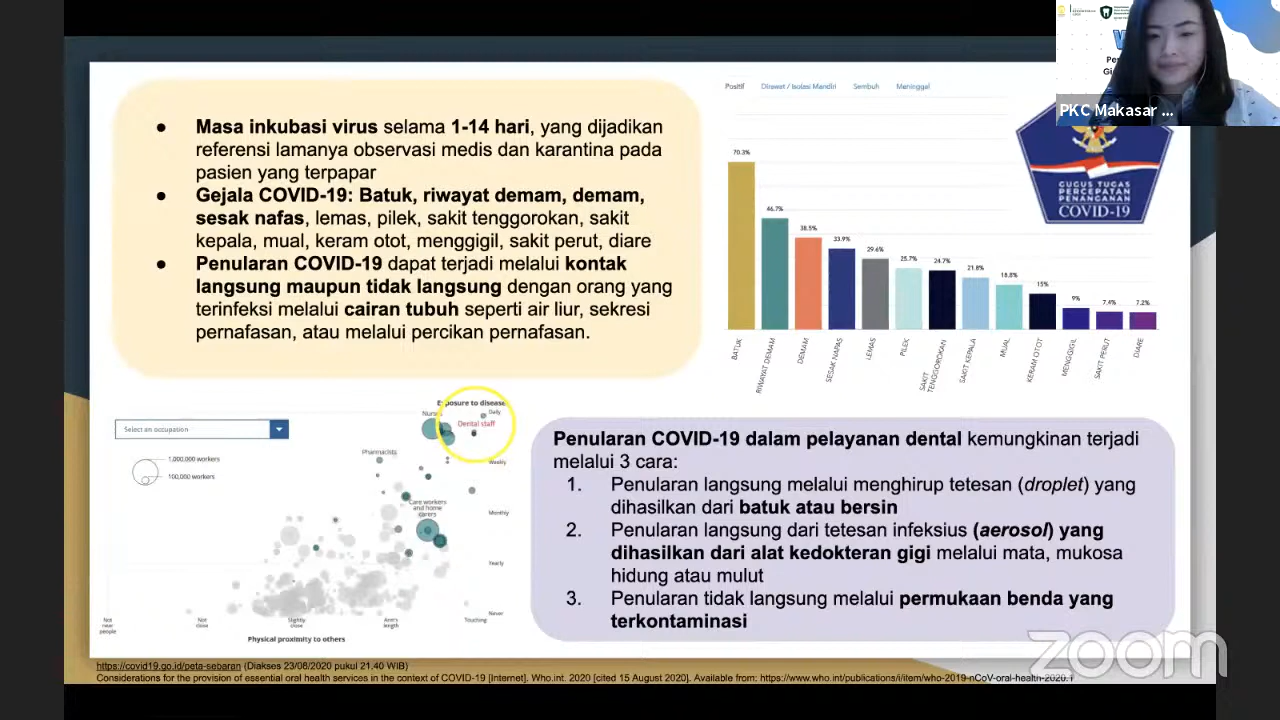 ● Masa inkubasi virus selama 1-14 hari, yang dijadikan
referensi lamanya observasi medis dan karantina pada
pasien yang terpapar
● Gejala COVID-19: Batuk, riwayat demam, demam,
sesak nafas, lemas, pilek, sakit tenggorokan, sakit
kepala, mual, keram otot, menggigil, sakit perut, diare
● Penularan COVID-19 dapat terjadi melalui kontak
langsung maupun tidak langsung dengan orang yang
terinfeksi melalui cairan tubuh seperti air liur, sekresi
pernafasan, atau melalui percikan pernafasan.
Positif Dirawat / Isolasi Mandiri Sembuh Meninggal
70.3%
46.7%
38.5%
33.9%
29.6%
25.7%
24.7%
21.8%
18.8%
15%
9%
7.4%
7.2%
BATUK
RIWAYAT DEMAM
DEMAM
SESAK NAFAS
LEMAS
PILEK
SAKIT
TENGGOROKAN
SAKIT KEPALA
MUAL
KERAM OTOT
MENGGIGIL
SAKIT PERUT
DIARE
PKC Makasar ...
GUGUS TUGAS
PERCEPATAN
PENANGANAN
COVID-19
Exposure to disease
Daily
Dental staff
Weekly
Monthly
Yearly
Never
Select an occupation
1,000,000 workers
100,000 workers
Pharmacists
Care workers
and home
carers
Not
near
people
Not
close
Slightly
close
Arm's
length
Touching
Physical proximity to others
Penularan COVID-19 dalam pelayanan dental kemungkinan terjadi
melalui 3 cara:
1. Penularan langsung melalui menghirup tetesan (droplet) yang
dihasilkan dari batuk atau bersin
2. Penularan langsung dari tetesan infeksius (aerosol) yang
dihasilkan dari alat kedokteran gigi melalui mata, mukosa
hidung atau mulut
3. Penularan tidak langsung melalui permukaan benda yang
terkontaminasi
zoom
https://covid19.go.id/peta-sebaran (Diakses 23/08/2020 pukul 21.40 WIB)
Considerations for the provision of essential oral health services in the context of COVID-19 [Internet]. Who.int. 2020 [cited 15 August 2020]. Available from: https://www.who.int/publications/i/item/who-2019-nCoV-oral-health-2020.1